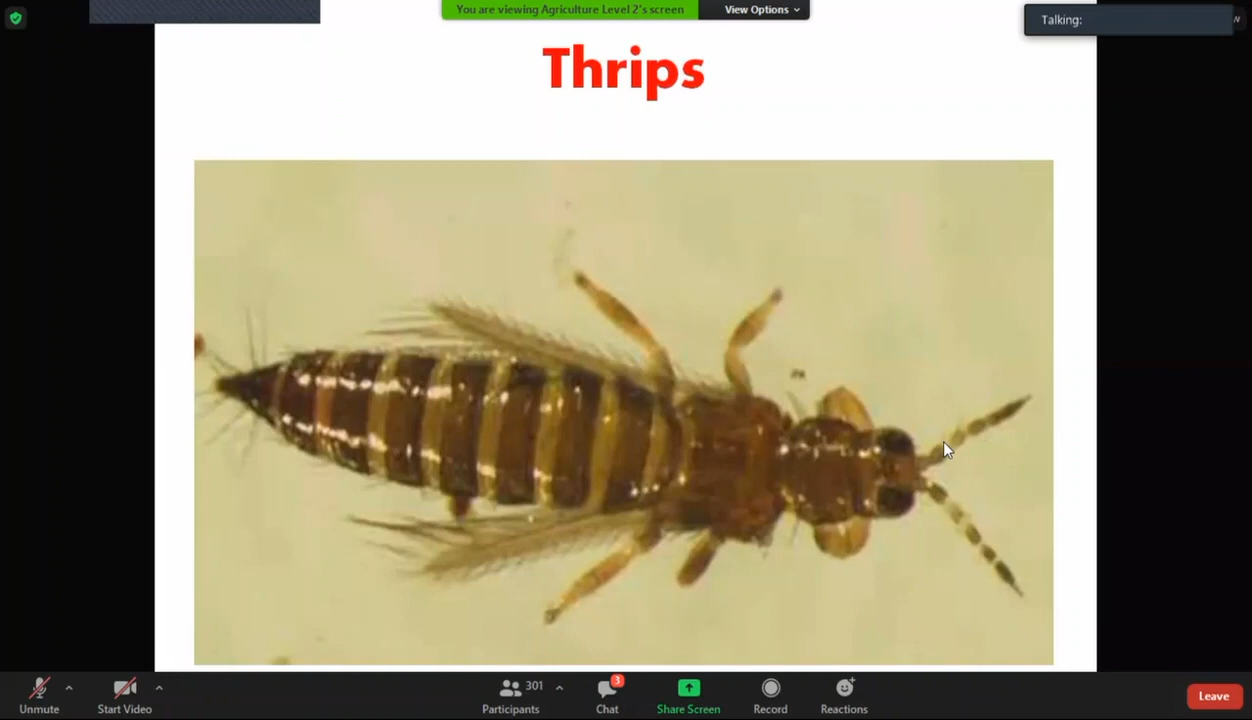 You are viewing Agriculture Level 2's screen
View Options
Talking:
w
Thrips
Unmute
Start Video
301
Participants
3
Chat
Share Screen
Record
Reactions
Leave